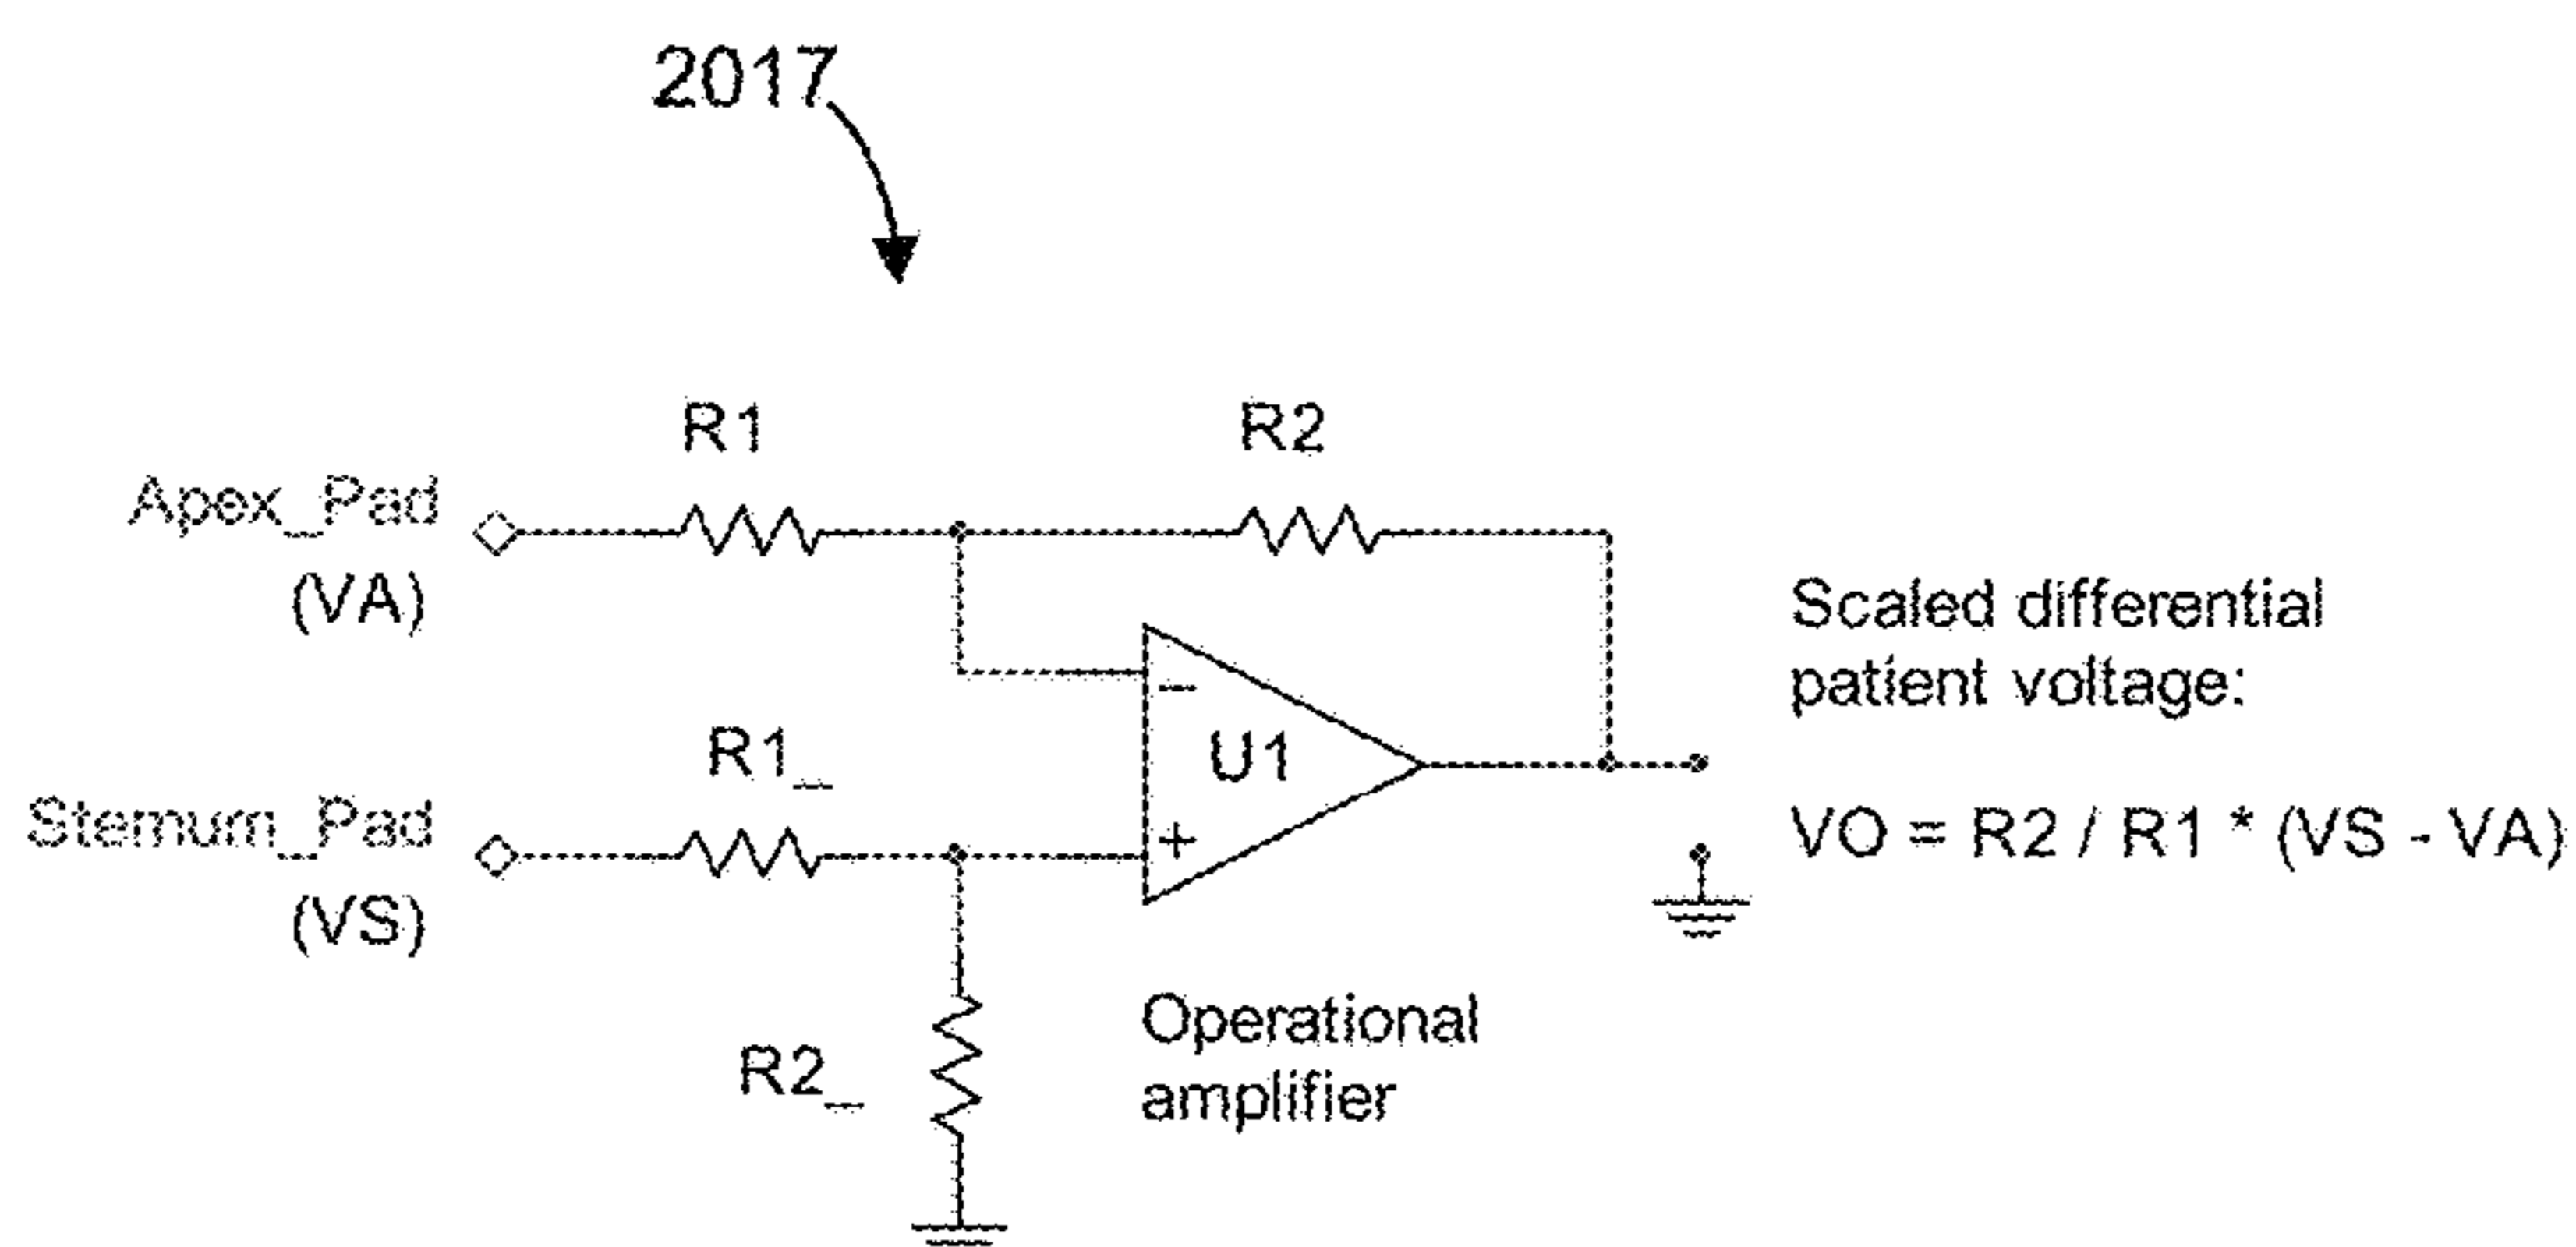 2017
R1
R2
Apex_Pad
(VA)
Scaled differential
patient voltage:
−
U1
+
R1_
Sternum_Pad
(VS)
VO = R2 / R1 * (VS - VA)
R2_
Operational
amplifier